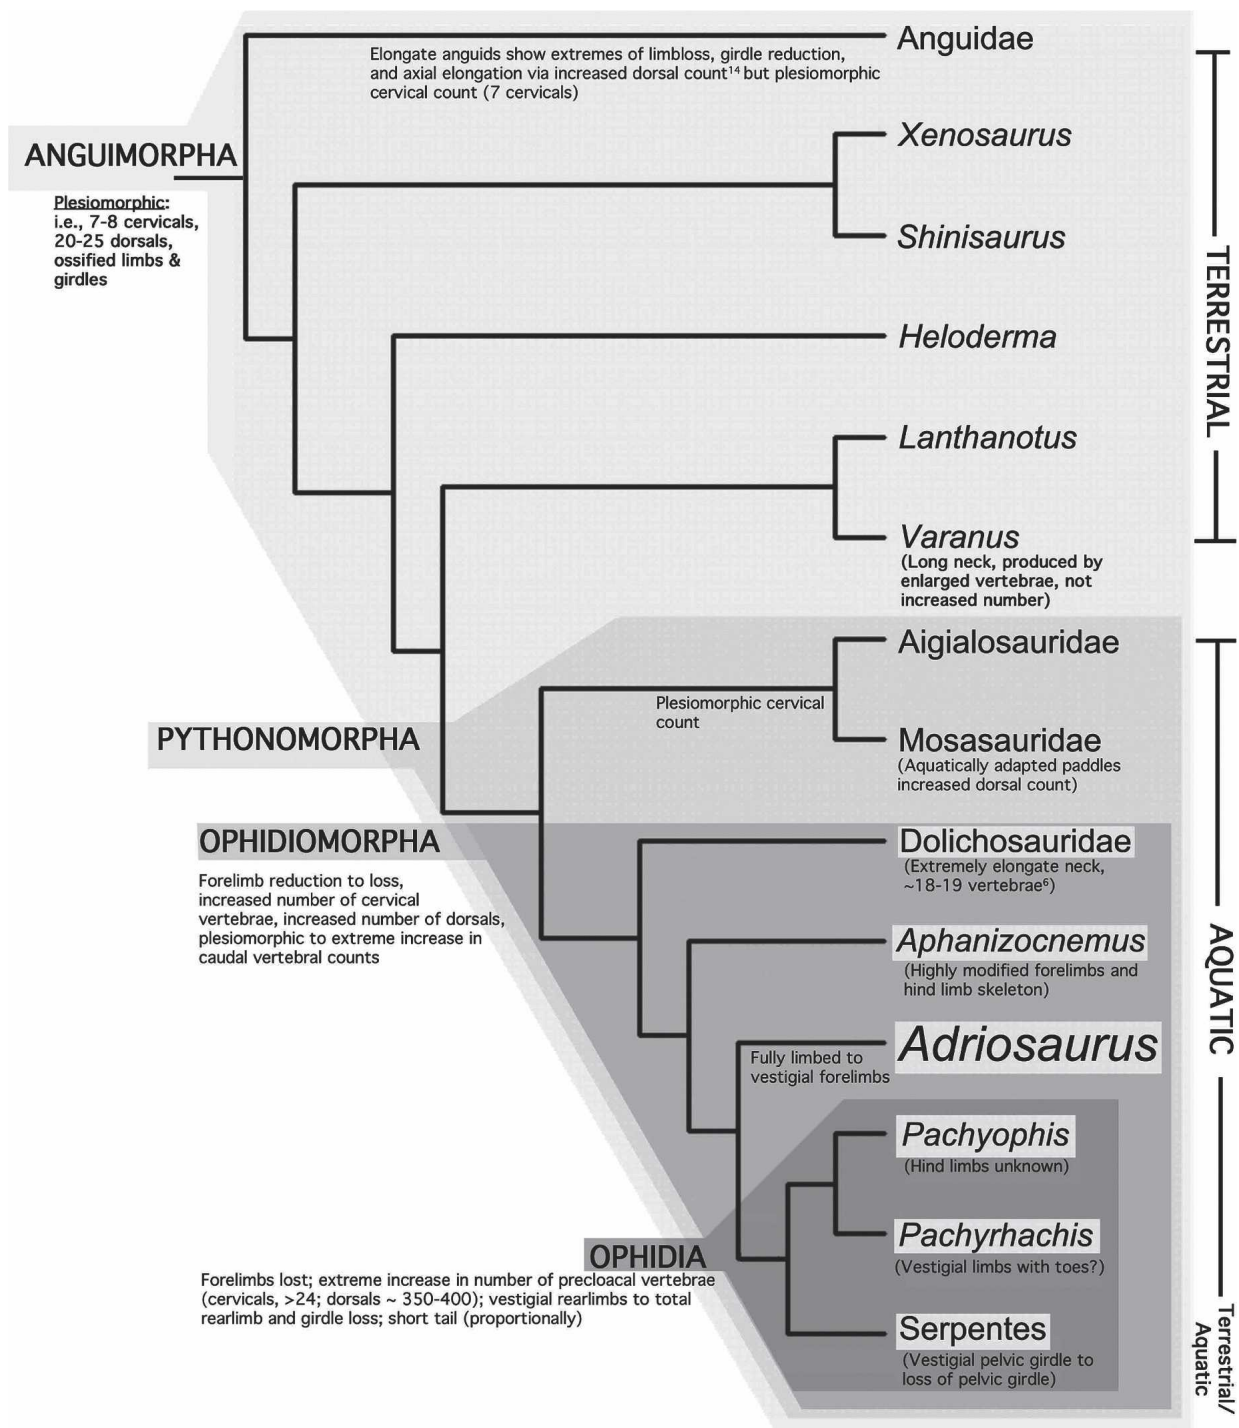 Anguidae
Elongate anguids show extremes of limbloss, girdle reduction,
and axial elongation via increased dorsal count¹⁴ but plesiomorphic
cervical count (7 cervicals)
Xenosaurus
ANGUIMORPHA
Plesiomorphic:
i.e., 7-8 cervicals,
20-25 dorsals,
ossified limbs &
girdles
Shinisaurus
TERRESTRIAL
Heloderma
Lanthanotus
Varanus
(Long neck, produced by
enlarged vertebrae, not
increased number)
Aigialosauridae
Plesiomorphic cervical
count
PYTHONOMORPHA
Mosasauridae
(Aquatically adapted paddles
increased dorsal count)
OPHIDIOMORPHA
Forelimb reduction to loss,
increased number of cervical
vertebrae, increased number of dorsals,
plesiomorphic to extreme increase in
caudal vertebral counts
Dolichosauridae
(Extremely elongate neck,
~18-19 vertebrae⁶)
Aphanizocnemus
(Highly modified forelimbs and
hind limb skeleton)
AQUATIC
Adriosaurus
Fully limbed to
vestigial forelimbs
Pachyophis
(Hind limbs unknown)
Pachyrhachis
(Vestigial limbs with toes?)
OPHIDIA
Forelimbs lost; extreme increase in number of precloacal vertebrae
(cervicals, >24; dorsals ~ 350-400); vestigial rearlimbs to total
rearlimb and girdle loss; short tail (proportionally)
Serpentes
(Vestigial pelvic girdle to
loss of pelvic girdle)
Terrestrial/
Aquatic